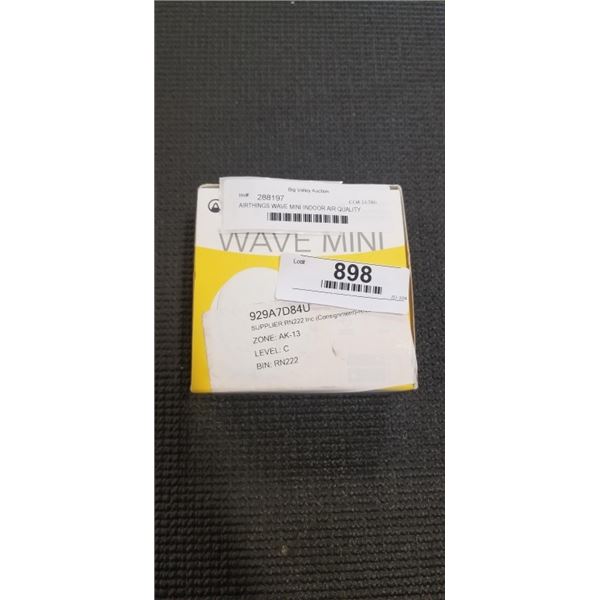 Big Valley Auction
Inv# 288197
AIRTHINGS WAVE MINI INDOOR AIR QUALITY
WAVE MINI
Lot# 898
929A7D84U
SUPPLIER:RN222 Inc (Consignment)
ZONE: AK-13
LEVEL: C
BIN: RN222